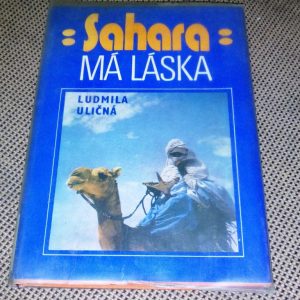 : Sahara :
MÁ LÁSKA
LUDMILA
ULIČNÁ